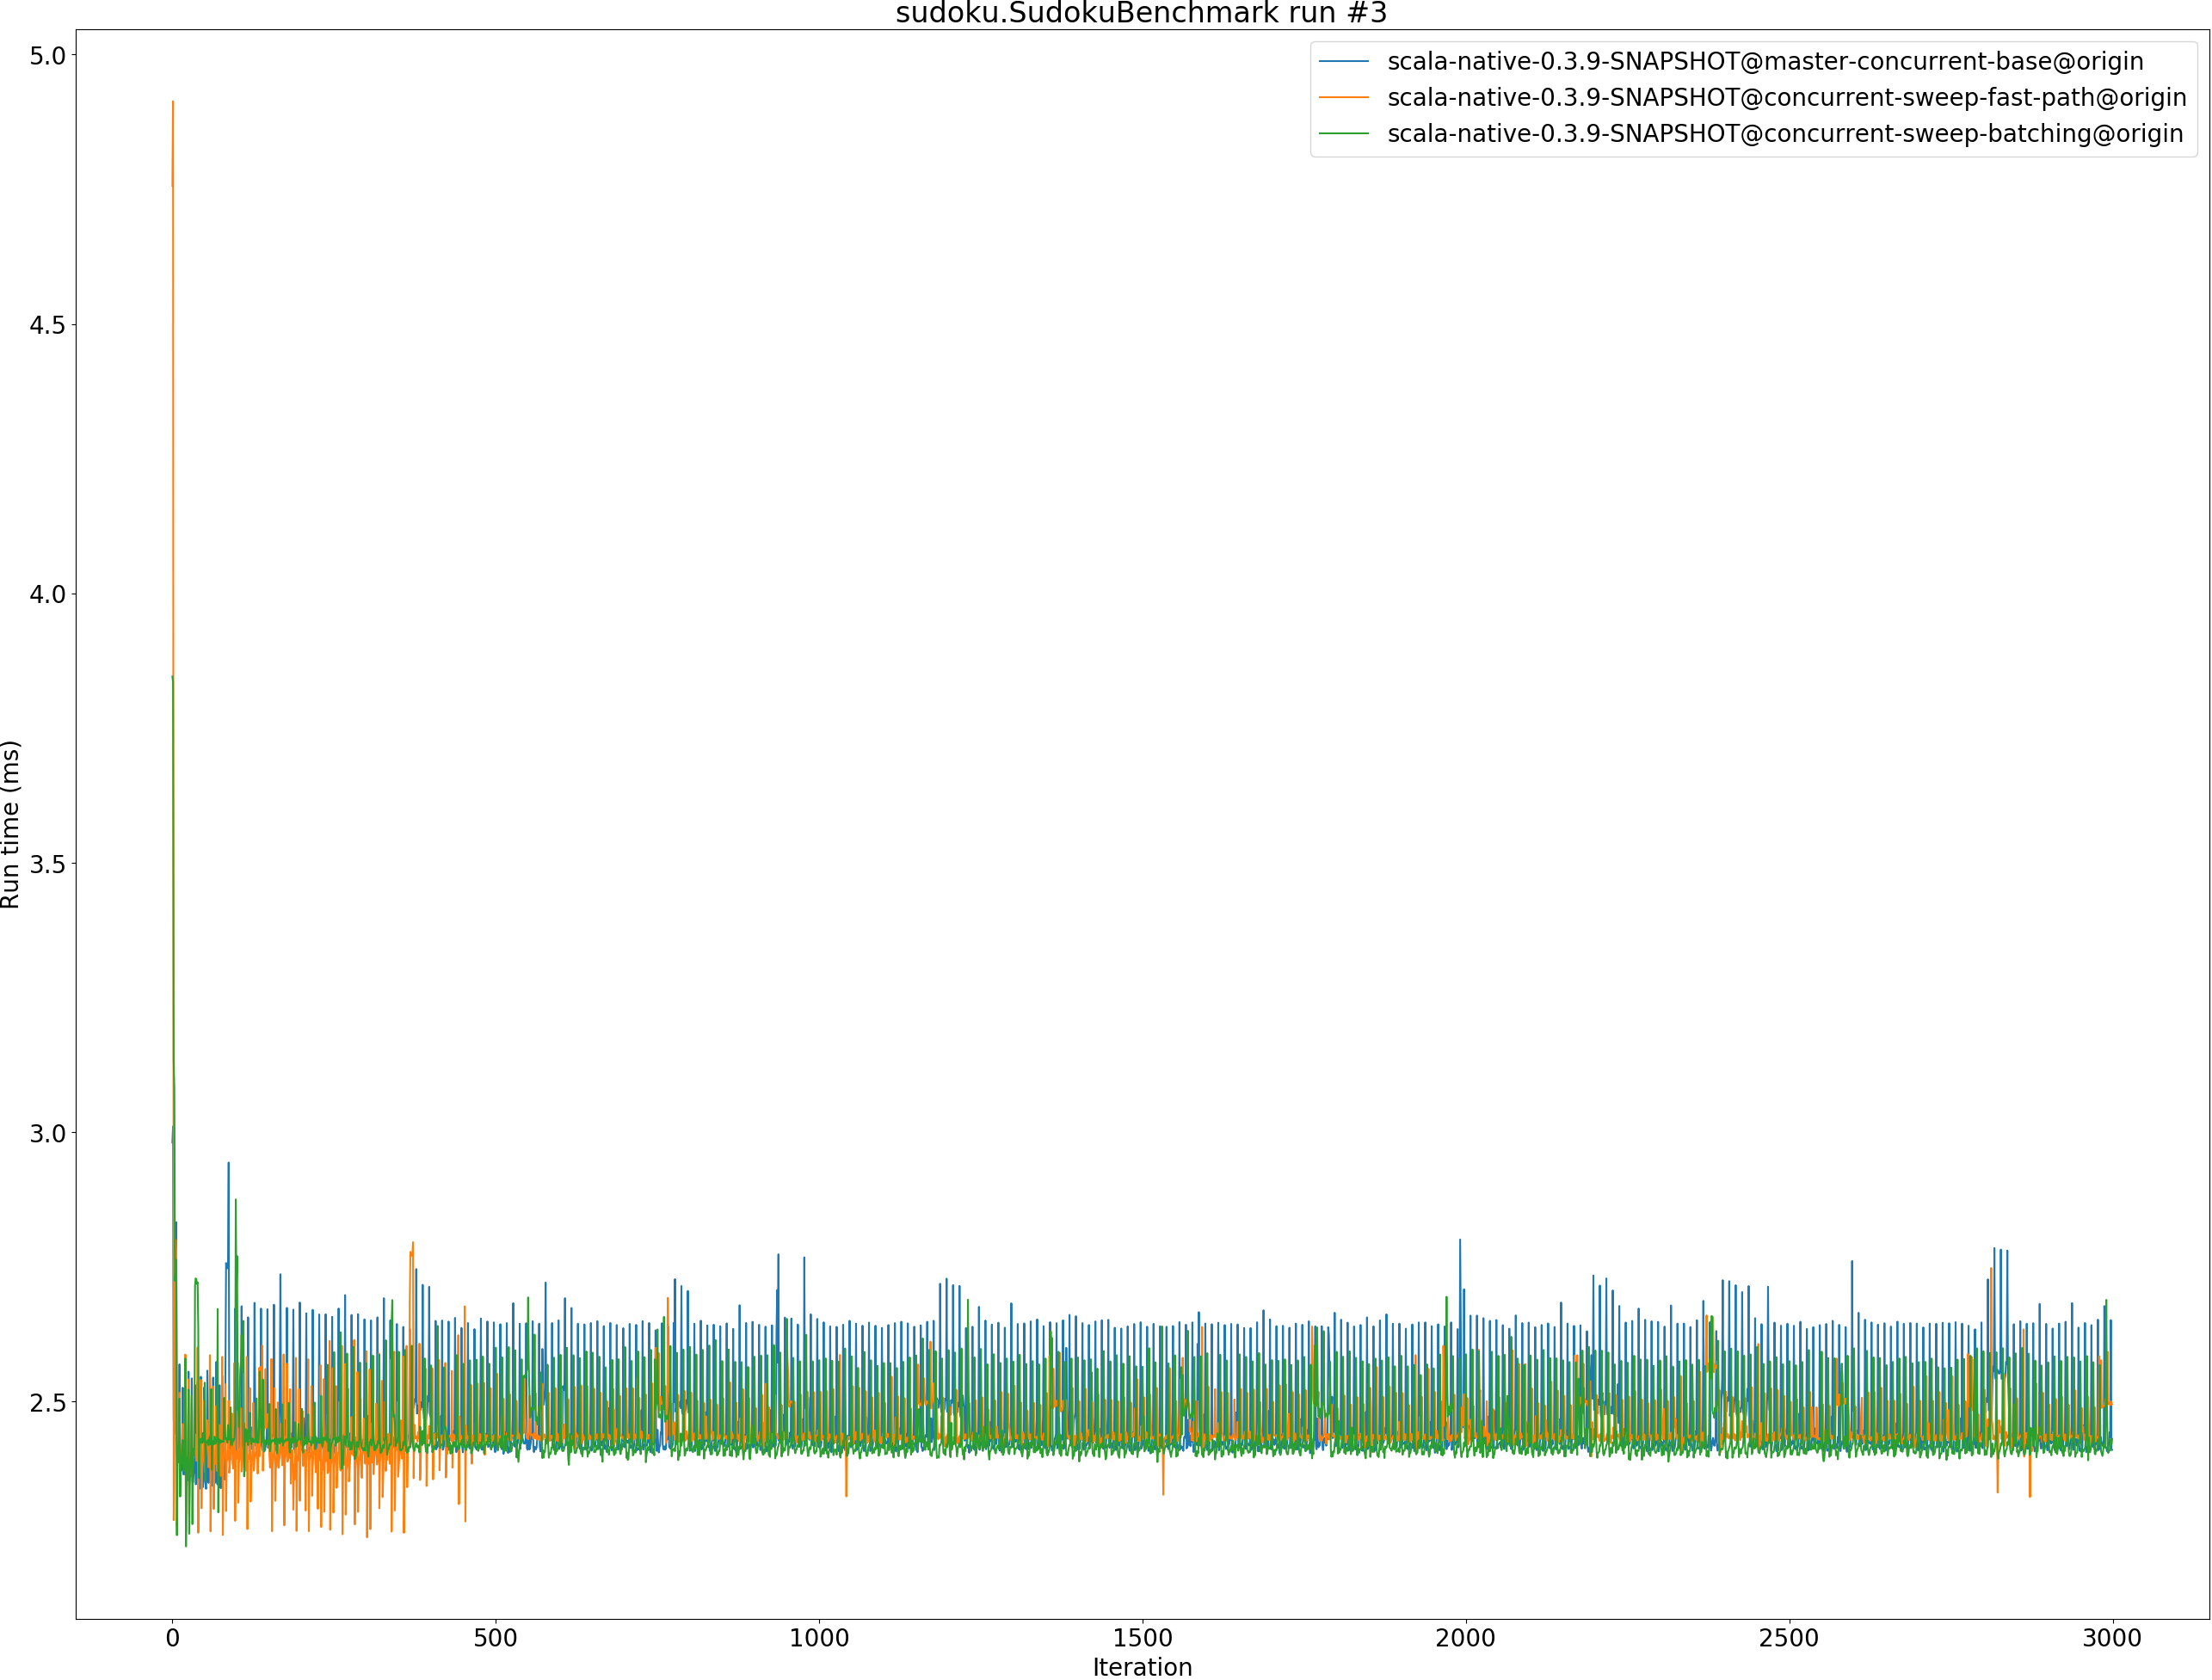 sudoku.SudokuBenchmark run #3
scala-native-0.3.9-SNAPSHOT@master-concurrent-base@origin
scala-native-0.3.9-SNAPSHOT@concurrent-sweep-fast-path@origin
scala-native-0.3.9-SNAPSHOT@concurrent-sweep-batching@origin
Run time (ms)
5.0
4.5
4.0
3.5
3.0
2.5
0 500 1000 1500 2000 2500 3000
Iteration